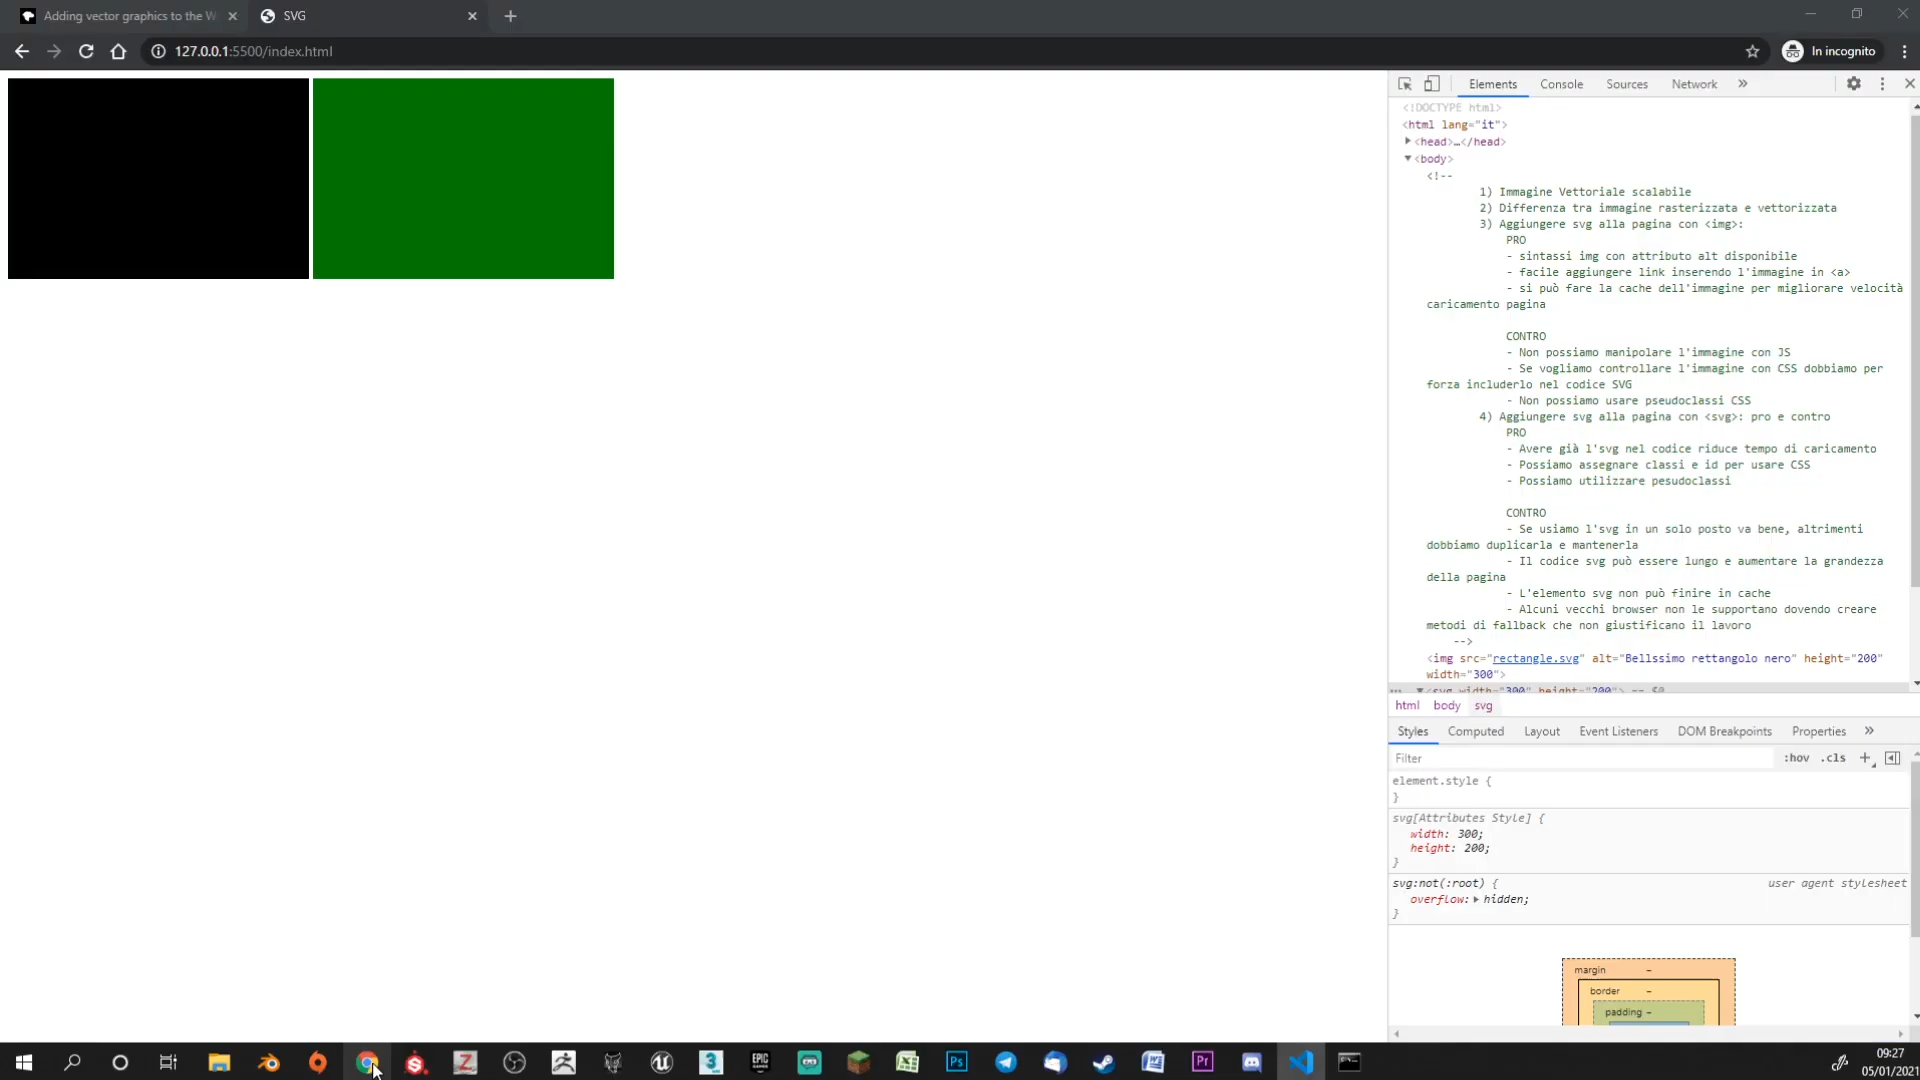 Adding vector graphics to the W
SVG
127.0.0.1:5500/index.html
In incognito
Elements
Console
Sources
Network
<!DOCTYPE html>
<html lang="it">
<head>…</head>
<body>
<!--
1) Immagine Vettoriale scalabile
2) Differenza tra immagine rasterizzata e vettorizzata
3) Aggiungere svg alla pagina con <img>:
PRO
- sintassi img con attributo alt disponibile
- facile aggiungere link inserendo l'immagine in <a>
- si può fare la cache dell'immagine per migliorare velocità
caricamento pagina
CONTRO
- Non possiamo manipolare l'immagine con JS
- Se vogliamo controllare l'immagine con CSS dobbiamo per
forza includerlo nel codice SVG
- Non possiamo usare pseudoclassi CSS
4) Aggiungere svg alla pagina con <svg>: pro e contro
PRO
- Avere già l'svg nel codice riduce tempo di caricamento
- Possiamo assegnare classi e id per usare CSS
- Possiamo utilizzare pesudoclassi
CONTRO
- Se usiamo l'svg in un solo posto va bene, altrimenti
dobbiamo duplicarla e mantenerla
- Il codice svg può essere lungo e aumentare la grandezza
della pagina
- L'elemento svg non può finire in cache
- Alcuni vecchi browser non le supportano dovendo creare
metodi di fallback che non giustificano il lavoro
-->
<img src="rectangle.svg" alt="Bellssimo rettangolo nero" height="200"
width="300">
<svg width="300" height="200"> == $0
html body svg
Styles
Computed
Layout
Event Listeners
DOM Breakpoints
Properties
Filter
:hov .cls
element.style {
}
svg[Attributes Style] {
width: 300;
height: 200;
}
svg:not(:root) {
user agent stylesheet
overflow: hidden;
}
margin -
border -
padding -
09:27
05/01/2021